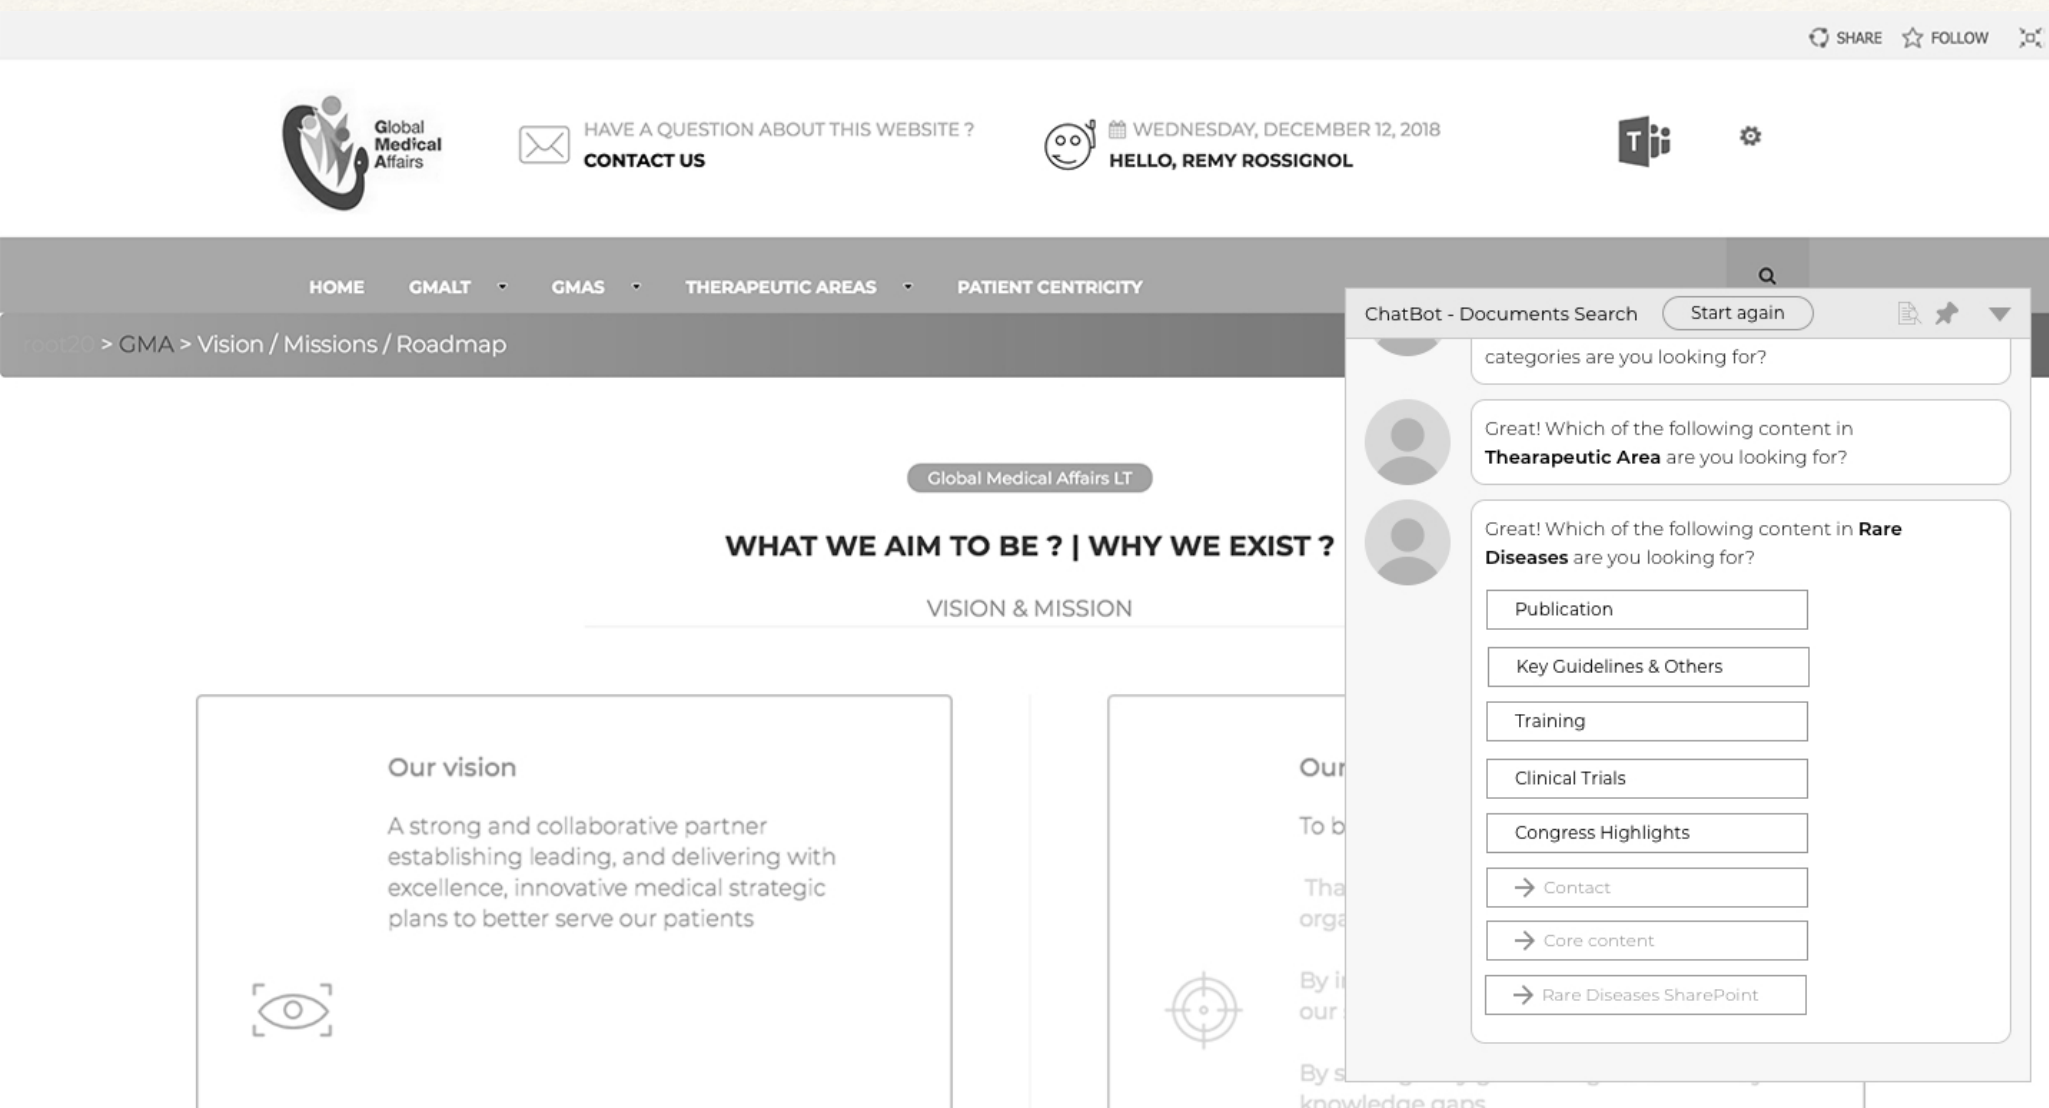 SHARE FOLLOW
Global
Medical
Affairs
HAVE A QUESTION ABOUT THIS WEBSITE ?
CONTACT US
WEDNESDAY, DECEMBER 12, 2018
HELLO, REMY ROSSIGNOL
T
HOME GMALT GMAS THERAPEUTIC AREAS PATIENT CENTRICITY
root20 > GMA > Vision / Missions / Roadmap
Global Medical Affairs LT
WHAT WE AIM TO BE ? | WHY WE EXIST ?
VISION & MISSION
Our vision
A strong and collaborative partner
establishing leading, and delivering with
excellence, innovative medical strategic
plans to better serve our patients
Our
To b
Tha
orga
By i
our
By s
knowledge gaps
ChatBot - Documents Search Start again
categories are you looking for?
Great! Which of the following content in
Thearapeutic Area are you looking for?
Great! Which of the following content in Rare
Diseases are you looking for?
Publication
Key Guidelines & Others
Training
Clinical Trials
Congress Highlights
Contact
Core content
Rare Diseases SharePoint